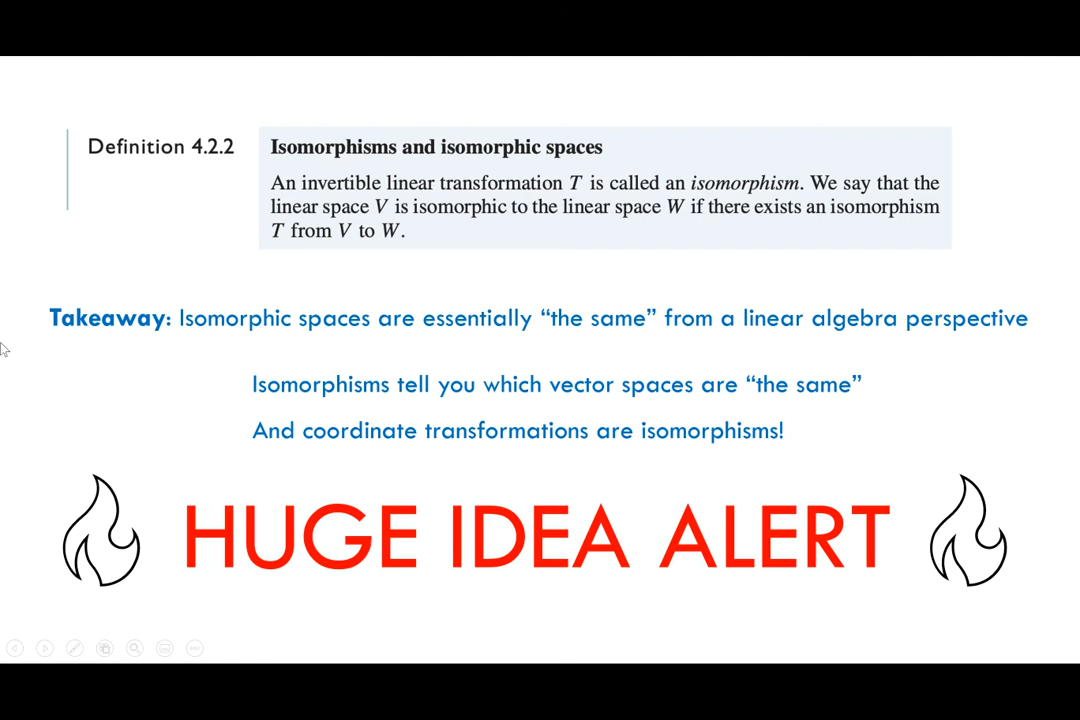 Definition 4.2.2
Isomorphisms and isomorphic spaces
An invertible linear transformation T is called an isomorphism. We say that the
linear space V is isomorphic to the linear space W if there exists an isomorphism
T from V to W.
Takeaway: Isomorphic spaces are essentially “the same” from a linear algebra perspective
Isomorphisms tell you which vector spaces are “the same”
And coordinate transformations are isomorphisms!
HUGE IDEA ALERT